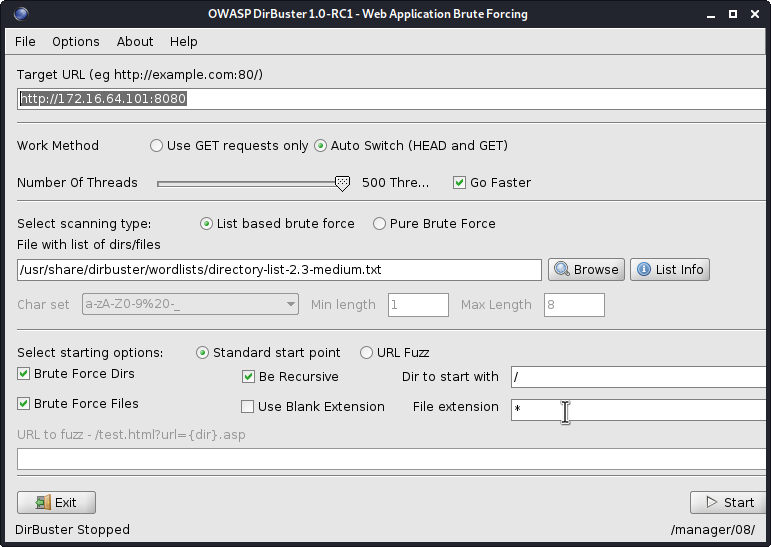 OWASP DirBuster 1.0-RC1 - Web Application Brute Forcing
File Options About Help
Target URL (eg http://example.com:80/)
http://172.16.64.101:8080
Work Method Use GET requests only Auto Switch (HEAD and GET)
Number Of Threads 500 Thre... Go Faster
Select scanning type: List based brute force Pure Brute Force
File with list of dirs/files
/usr/share/dirbuster/wordlists/directory-list-2.3-medium.txt Browse List Info
Char set a-zA-Z0-9%20-_ Min length 1 Max Length 8
Select starting options: Standard start point URL Fuzz
Brute Force Dirs Be Recursive Dir to start with /
Brute Force Files Use Blank Extension File extension *
URL to fuzz - /test.html?url={dir}.asp
Exit Start
DirBuster Stopped /manager/08/